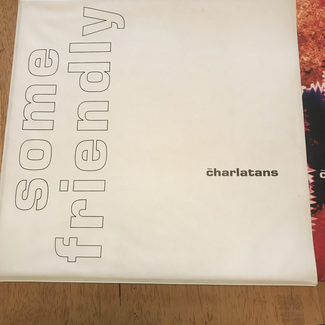 some
friendly
the
charlatans